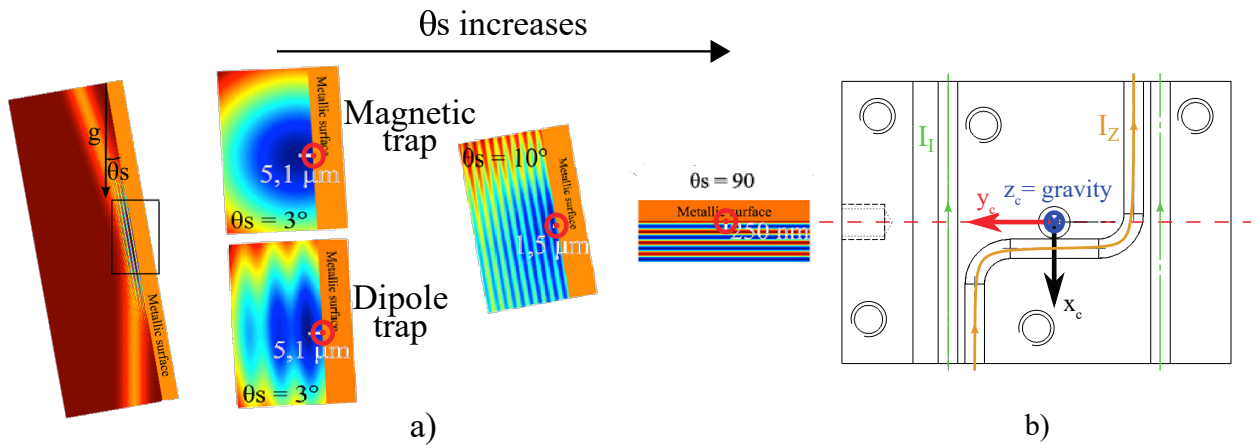 θs increases
g
θs
Metallic surface
Metallic surface
5,1 μm
θs = 3°
Magnetic
trap
Metallic surface
5,1 μm
θs = 3°
Dipole
trap
θs = 10°
Metallic surface
1,5 μm
θs = 90
Metallic surface
250 nm
a)
I_I
I_Z
z_c = gravity
y_c
x_c
b)